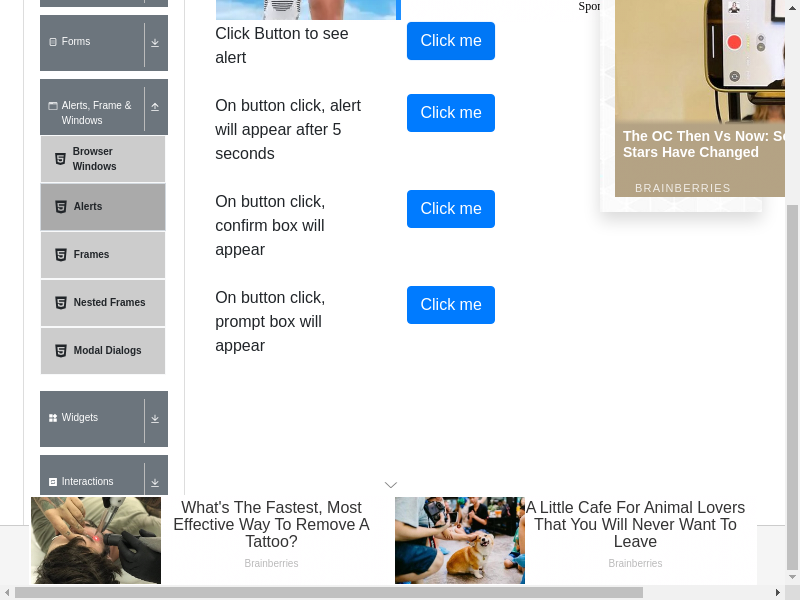 Forms
Alerts, Frame &
Windows
Browser
Windows
Alerts
Frames
Nested Frames
Modal Dialogs
Widgets
Interactions
Click Button to see
alert
Click me
On button click, alert
will appear after 5
seconds
Click me
On button click,
confirm box will
appear
Click me
On button click,
prompt box will
appear
Click me
The OC Then Vs Now: S
Stars Have Changed
BRAINBERRIES
What's The Fastest, Most
Effective Way To Remove A
Tattoo?
Brainberries
A Little Cafe For Animal Lovers
That You Will Never Want To
Leave
Brainberries